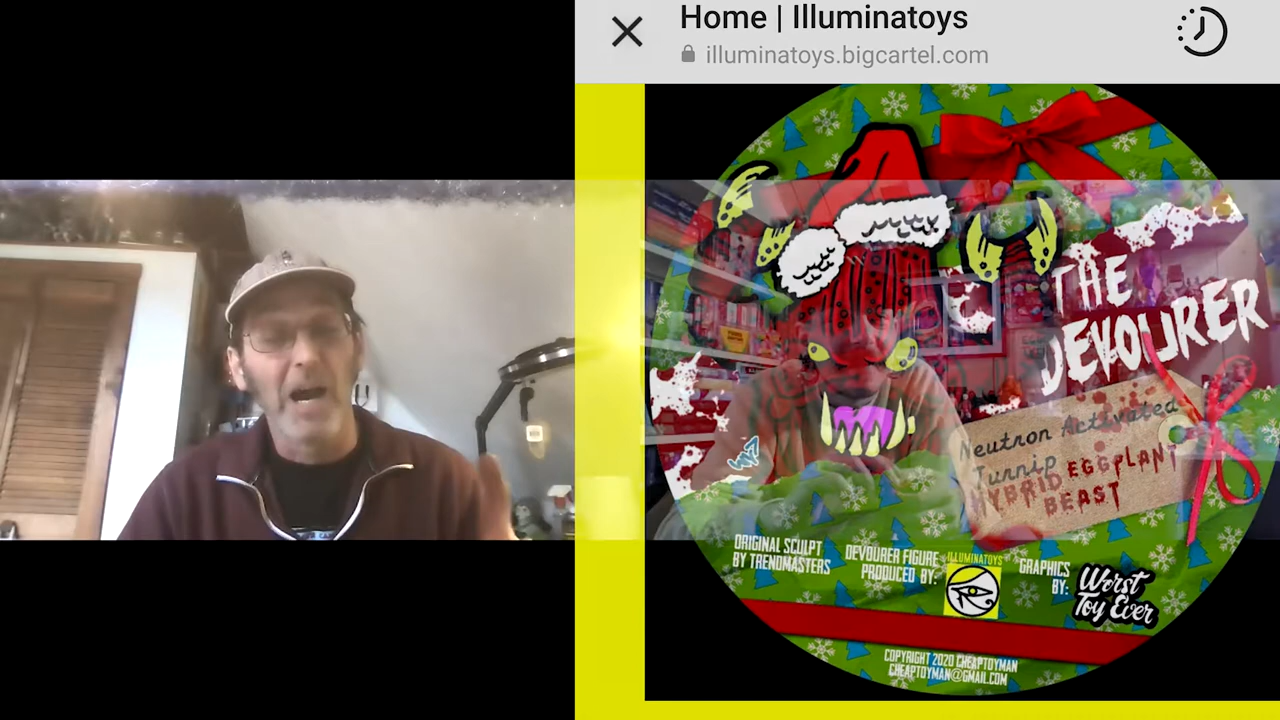 Home | Illuminatoys
illuminatoys.bigcartel.com
THE
DEVOURER
Neutron Activated
Turnip
HYBRID EGGPLANT
BEAST
ORIGINAL SCULPT
BY TRENDMASTERS
DEVOURER FIGURE
PRODUCED BY:
ILLUMINATOYS
GRAPHICS
BY:
Worst
Toy Ever
COPYRIGHT 2020 CHEAPTOYMAN
CHEAPTOYMAN@GMAIL.COM